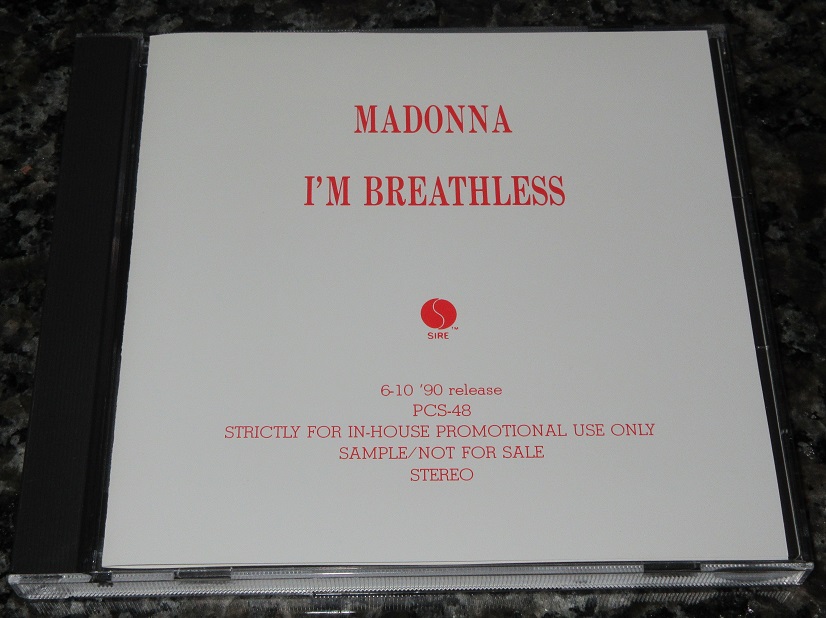 MADONNA
I'M BREATHLESS
SIRE™
6-10 '90 release
PCS-48
STRICTLY FOR IN-HOUSE PROMOTIONAL USE ONLY
SAMPLE/NOT FOR SALE
STEREO